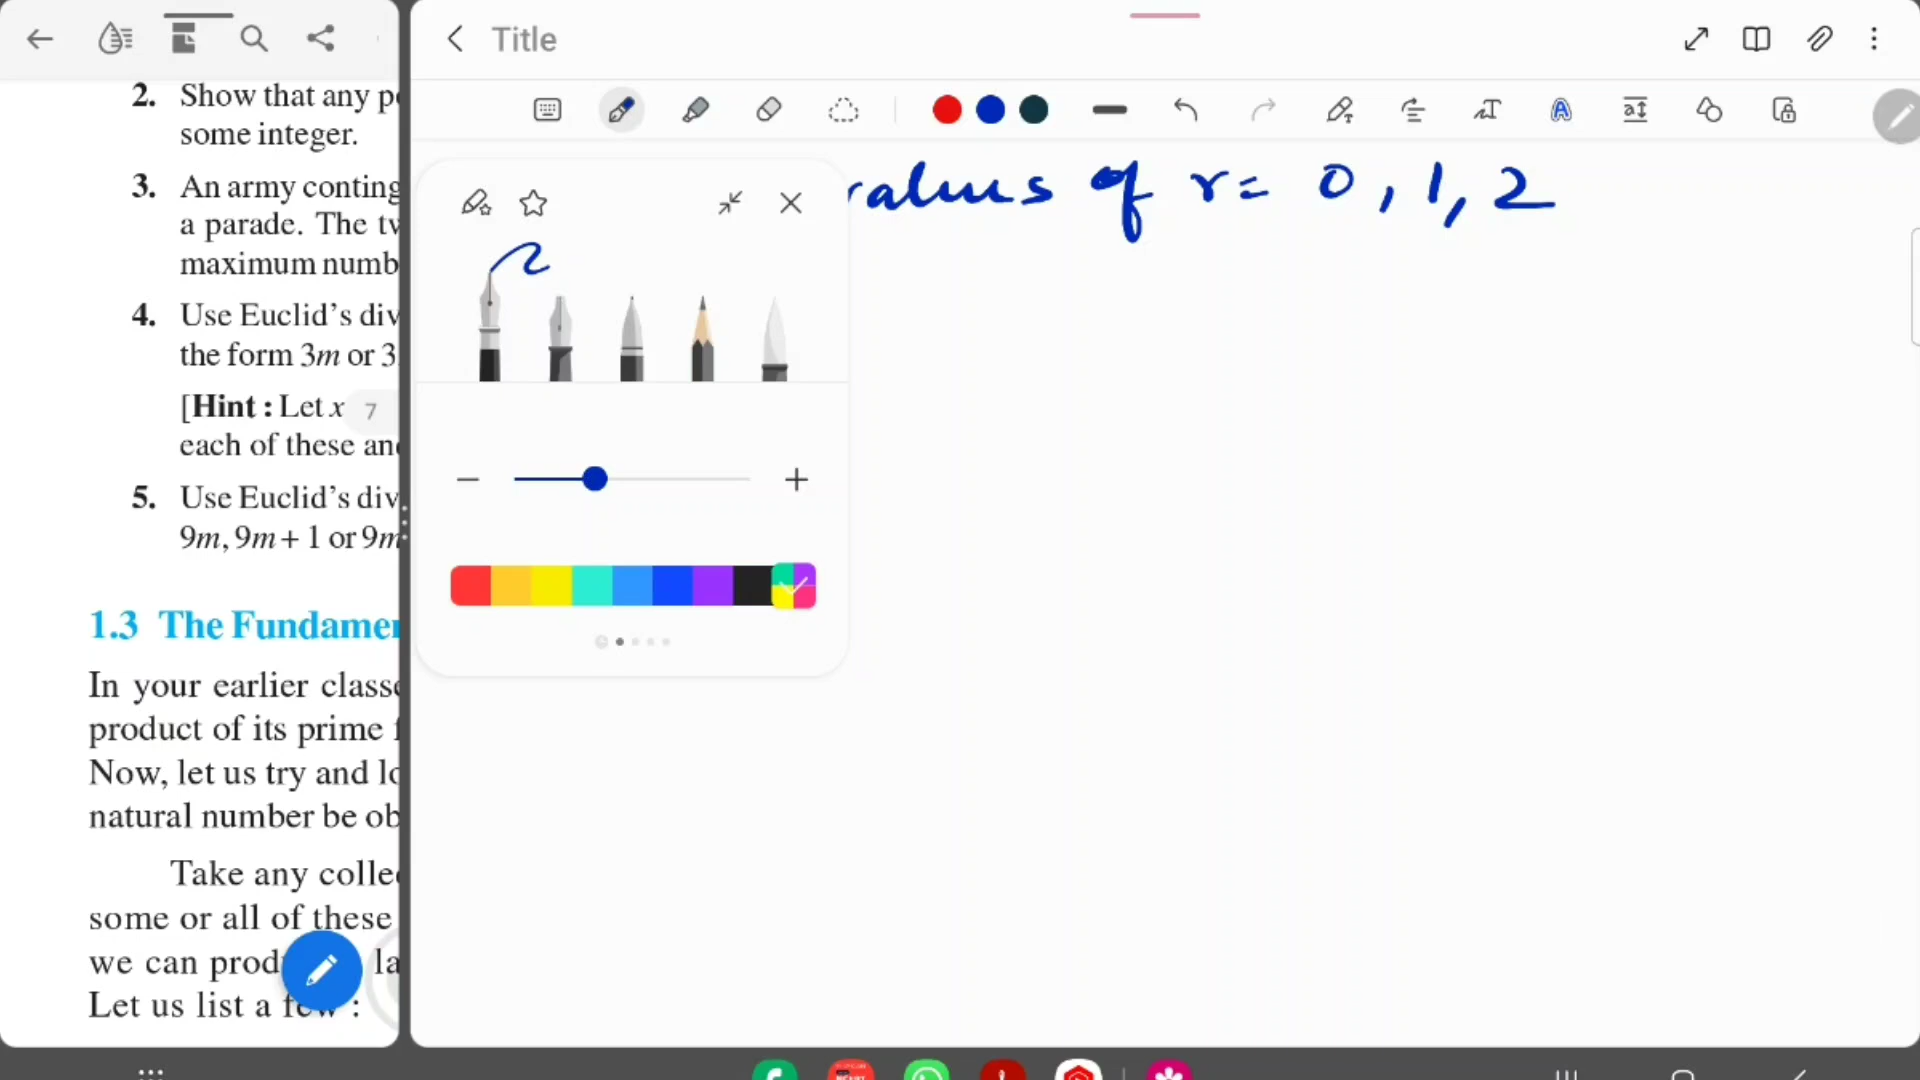 Title
2. Show that any p
some integer.
3. An army conting
a parade. The tw
maximum numb
4. Use Euclid's div
the form 3m or 3
[Hint : Let x
7
each of these an
5. Use Euclid's div
9m, 9m + 1 or 9m
1.3 The Fundamen
In your earlier classe
product of its prime f
Now, let us try and lo
natural number be ob
Take any collec
some or all of these
we can prod la
Let us list a few :
values of r= 0, 1, 2